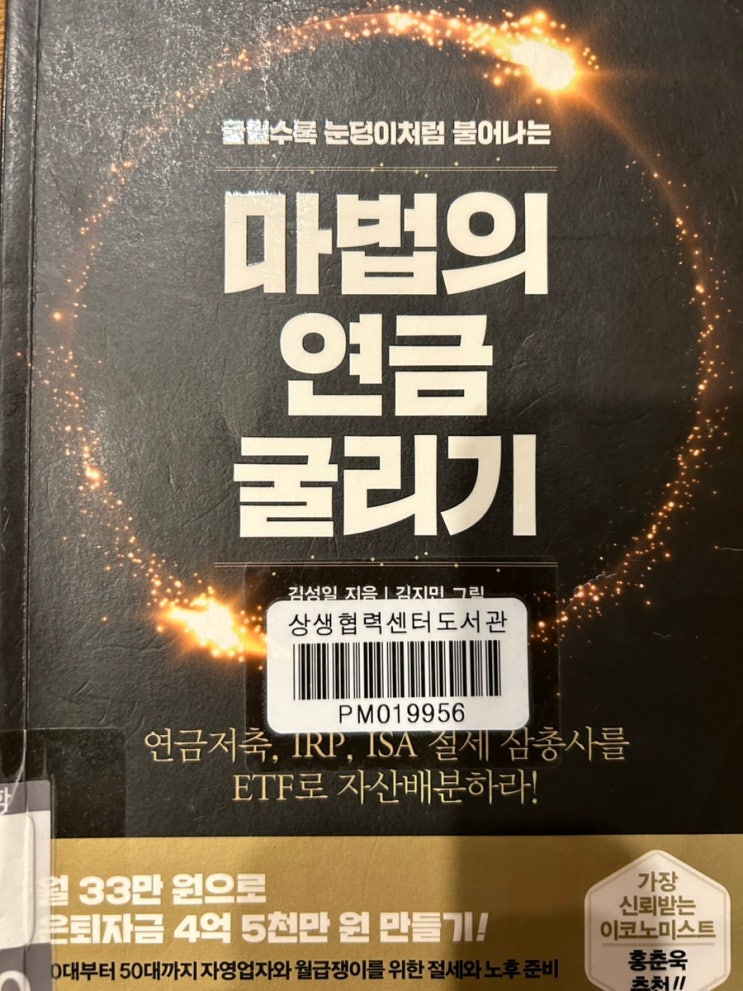 굴릴수록 눈덩이처럼 불어나는
마법의
연금
굴리기
김성일 지음 | 김지민 그림
상생협력센터도서관
PM019956
연금저축, IRP, ISA 절세 삼총사를
ETF로 자산배분하라!
월 33만 원으로
은퇴자금 4억 5천만 원 만들기!
0대부터 50대까지 자영업자와 월급쟁이를 위한 절세와 노후 준비
가장
신뢰받는
이코노미스트
홍춘욱
추천!!